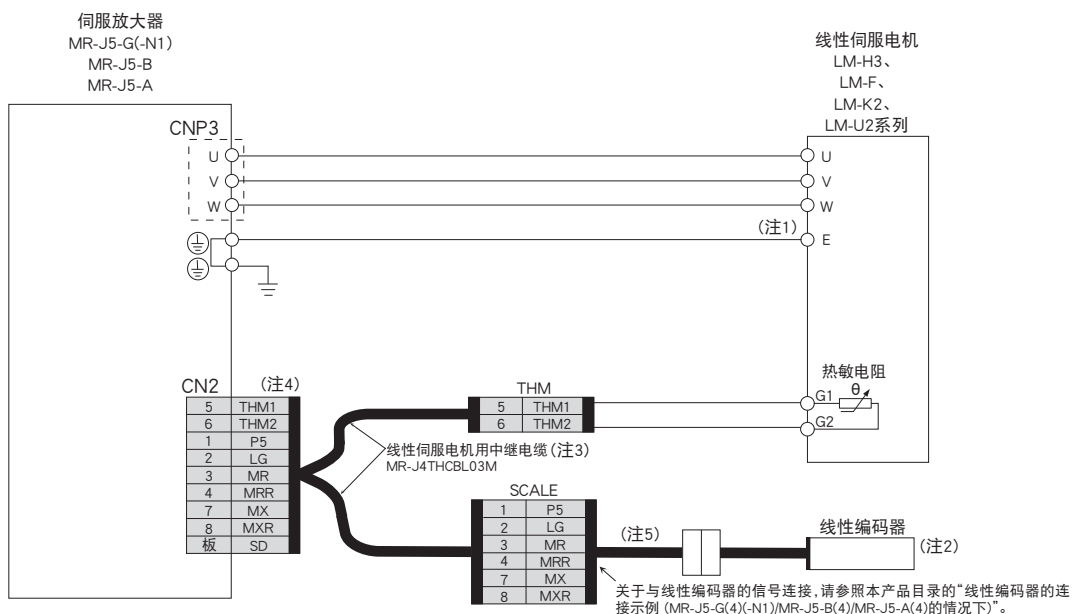 伺服放大器
MR-J5-G(-N1)
MR-J5-B
MR-J5-A
线性伺服电机
LM-H3、
LM-F、
LM-K2、
LM-U2系列
CNP3
U
V
W
U
V
W
(注1)
E
CN2
(注4)
5 THM1
6 THM2
1 P5
2 LG
3 MR
4 MRR
7 MX
8 MXR
板 SD
THM
5 THM1
6 THM2
热敏电阻
θ
G1
G2
线性伺服电机用中继电缆(注3)
MR-J4THCBL03M
SCALE
1 P5
2 LG
3 MR
4 MRR
7 MX
8 MXR
(注5)
线性编码器
(注2)
关于与线性编码器的信号连接,请参照本产品目录的“线性编码器的连
接示例 (MR-J5-G(4)(-N1)/MR-J5-B(4)/MR-J5-A(4)的情况下)”。